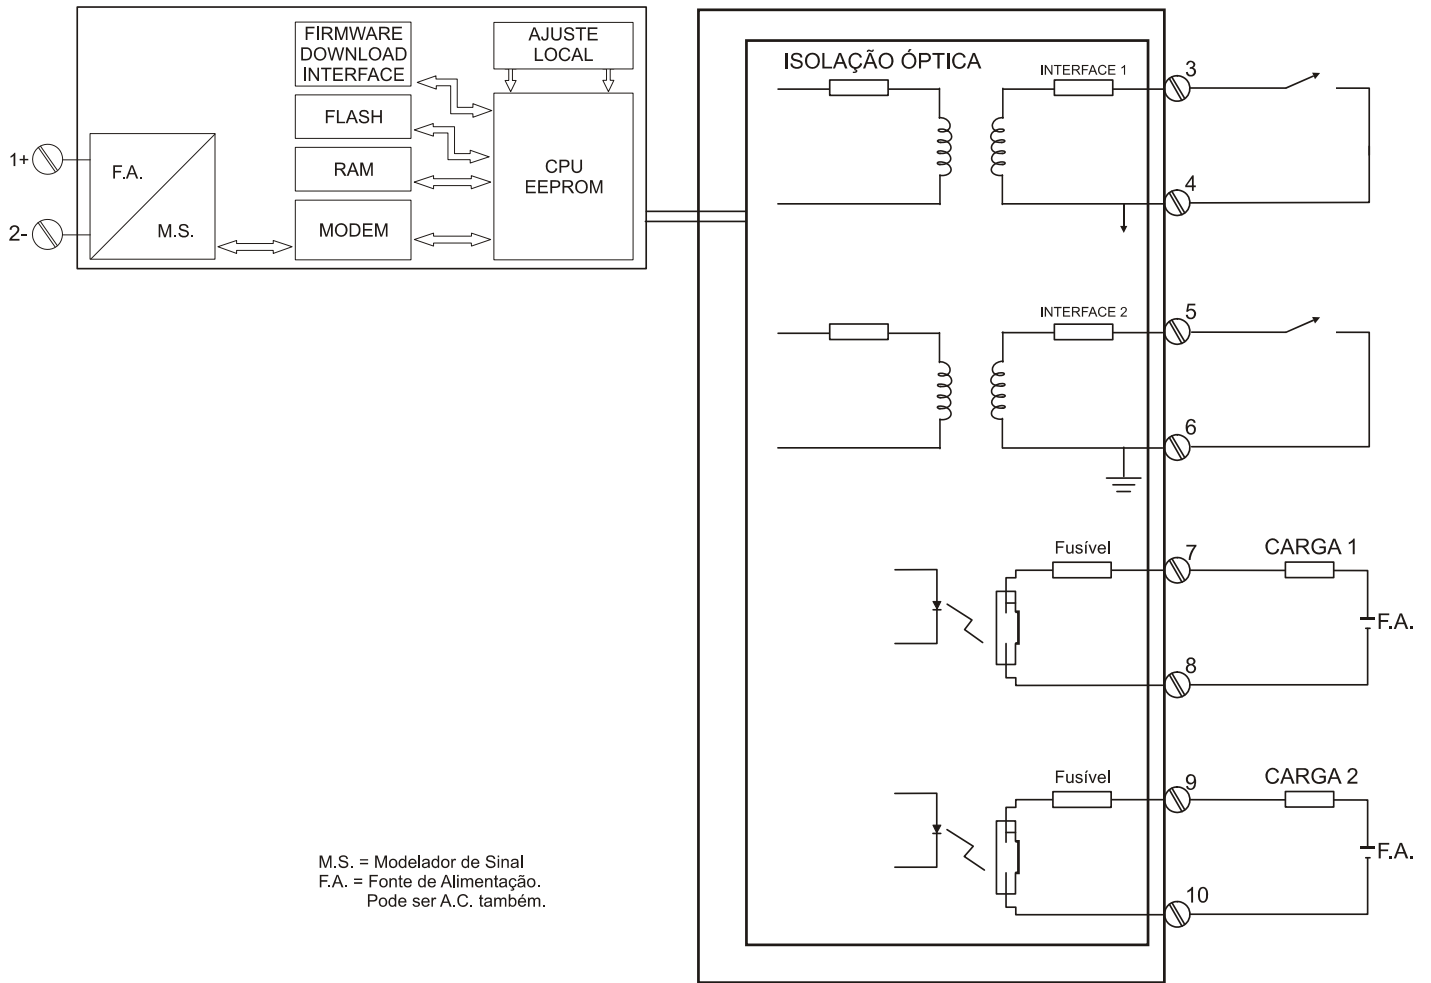 FIRMWARE
DOWNLOAD
INTERFACE
AJUSTE
LOCAL
FLASH
RAM
MODEM
CPU
EEPROM
1+
2-
F.A.
M.S.
ISOLAÇÃO ÓPTICA
INTERFACE 1
3
4
INTERFACE 2
5
6
Fusível
7
CARGA 1
F.A.
8
Fusível
9
CARGA 2
F.A.
10
M.S. = Modelador de Sinal
F.A. = Fonte de Alimentação.
Pode ser A.C. também.